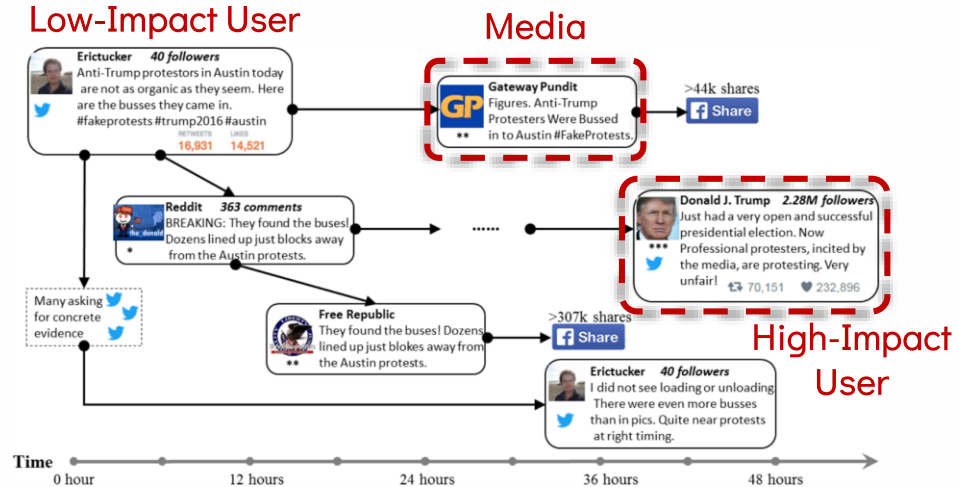 Low-Impact User
Media
Erictucker 40 followers
Anti-Trump protestors in Austin today
are not as organic as they seem. Here
are the busses they came in.
#fakeprotests #trump2016 #austin
RETWEETS LIKES
16,931 14,521
GP
**
Gateway Pundit
Figures. Anti-Trump
Protesters Were Bussed
in to Austin #FakeProtests.
>44k shares
f Share
the_donald
*
Reddit 363 comments
BREAKING: They found the buses!
Dozens lined up just blocks away
from the Austin protests.
......
***
Donald J. Trump 2.28M followers
Just had a very open and successful
presidential election. Now
Professional protesters, incited by
the media, are protesting. Very
unfair! 70,151 232,896
Many asking
for concrete
evidence
**
Free Republic
They found the buses! Dozens
lined up just blokes away from
the Austin protests.
>307k shares
f Share
High-Impact
User
Erictucker 40 followers
I did not see loading or unloading.
There were even more busses
than in pics. Quite near protests
at right timing.
Time
0 hour 12 hours 24 hours 36 hours 48 hours